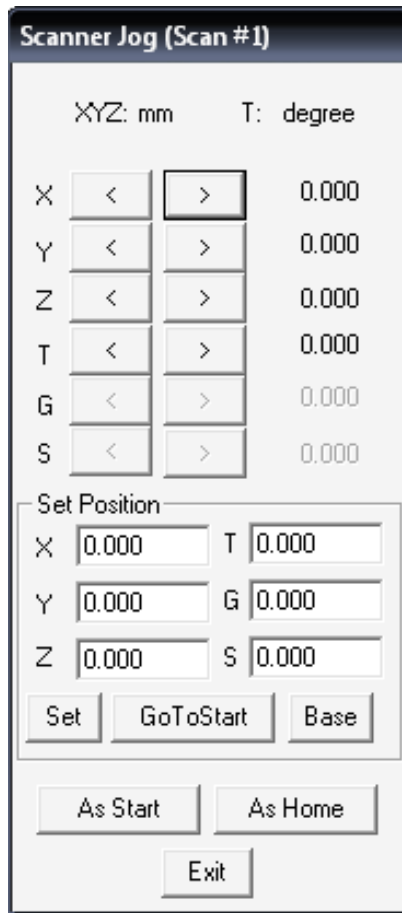 Scanner Jog (Scan #1)
XYZ: mm T: degree
X < > 0.000
Y < > 0.000
Z < > 0.000
T < > 0.000
G < > 0.000
S < > 0.000
Set Position
X 0.000 T 0.000
Y 0.000 G 0.000
Z 0.000 S 0.000
Set GoToStart Base
As Start As Home
Exit